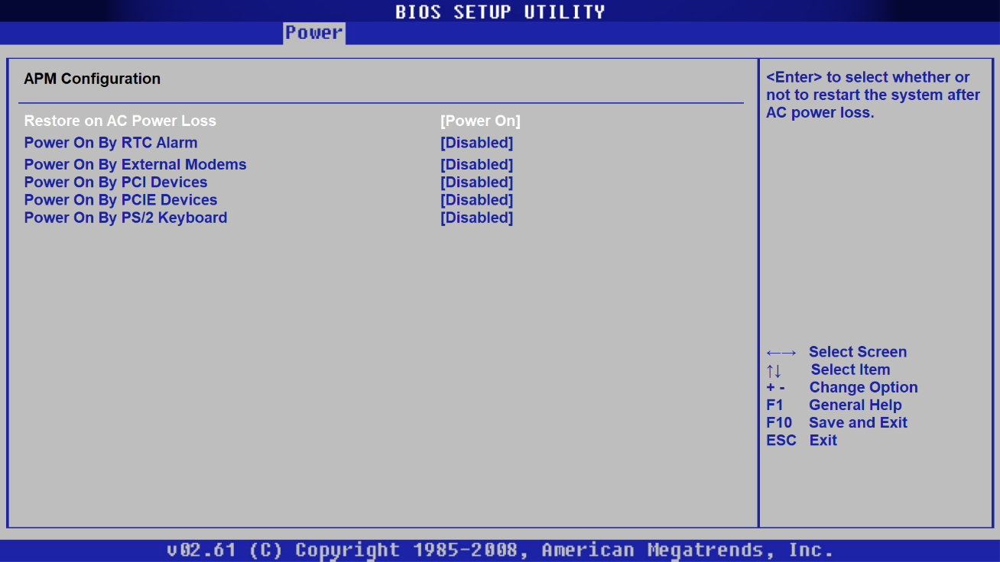 BIOS SETUP UTILITY
Power
APM Configuration
Restore on AC Power Loss [Power On]
Power On By RTC Alarm [Disabled]
Power On By External Modems [Disabled]
Power On By PCI Devices [Disabled]
Power On By PCIE Devices [Disabled]
Power On By PS/2 Keyboard [Disabled]
<Enter> to select whether or
not to restart the system after
AC power loss.
←→ Select Screen
↑↓ Select Item
+ - Change Option
F1 General Help
F10 Save and Exit
ESC Exit
v02.61 (C) Copyright 1985-2008, American Megatrends, Inc.